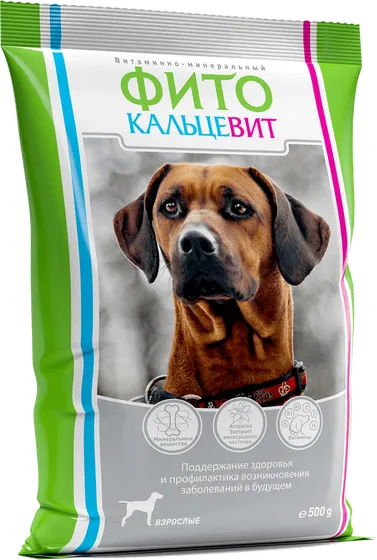 Витаминно-минеральный
ФИТО
КАЛЬЦЕВИТ
Минеральные
вещества
Астрагал
Экстракт
виноградных
косточек
Витамины
Поддержание здоровья
и профилактика возникновения
заболеваний в будущем
ВЗРОСЛЫЕ
℮ 500 g